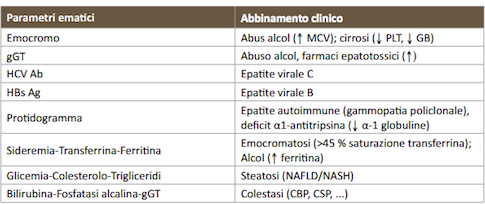 Parametri ematici Abbinamento clinico
Emocromo Abus alcol (↑ MCV); cirrosi (↓ PLT, ↓ GB)
gGT Abuso alcol, farmaci epatotossici (↑)
HCV Ab Epatite virale C
HBs Ag Epatite virale B
Protidogramma Epatite autoimmune (gammopatia policlonale),
deficit α1-antitripsina (↓ α-1 globuline)
Sideremia-Transferrina-Ferritina Emocromatosi (>45 % saturazione transferrina);
Alcol (↑ ferritina)
Glicemia-Colesterolo-Trigliceridi Steatosi (NAFLD/NASH)
Bilirubina-Fosfatasi alcalina-gGT Colestasi (CBP, CSP, ...)